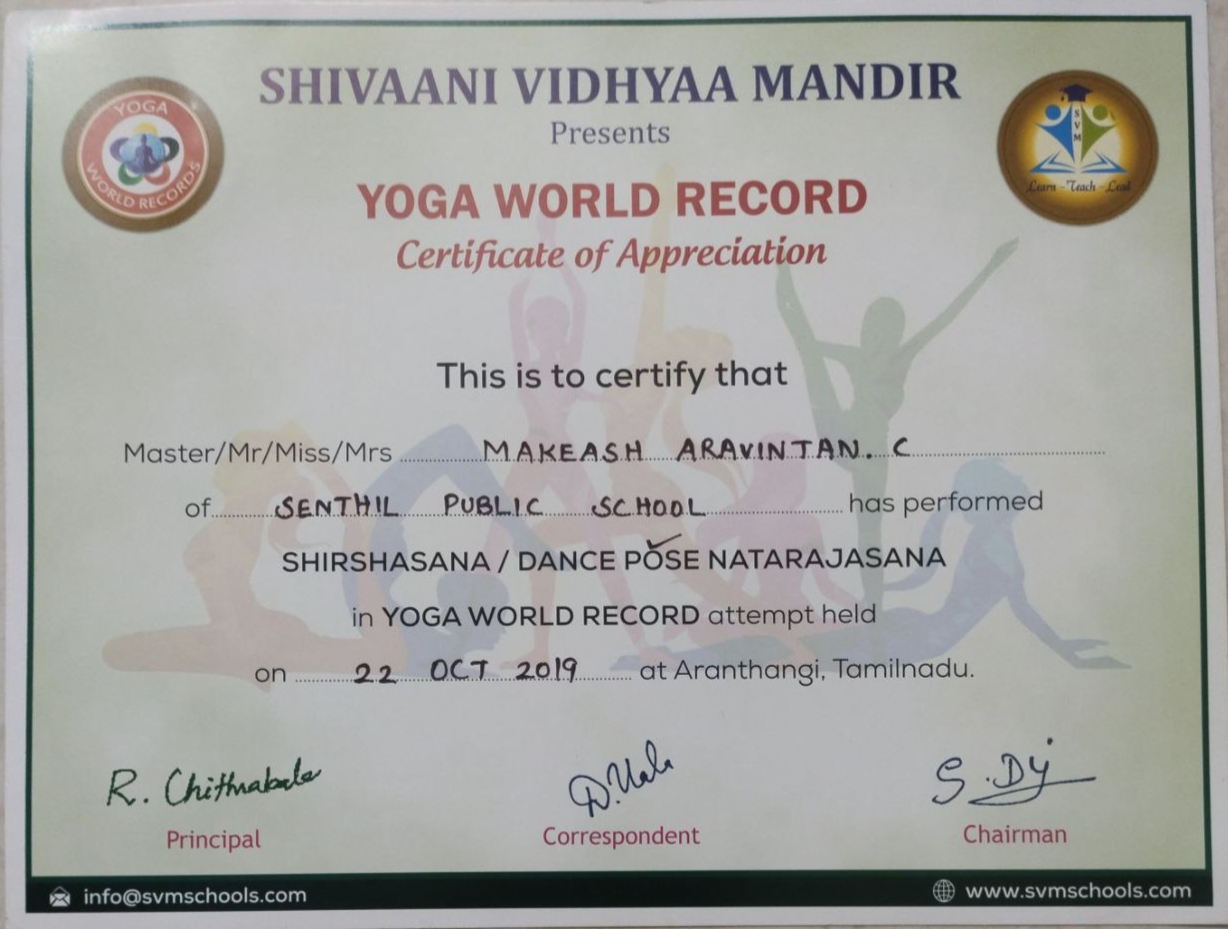 SHIVAANI VIDHYAA MANDIR
Presents
YOGA WORLD RECORD
Certificate of Appreciation
YOGA
WORLD RECORDS
SVM
Learn - Teach - Lead
This is to certify that
Master/Mr/Miss/Mrs MAKEASH ARAVINTAN. C
of SENTHIL PUBLIC SCHOOL has performed
SHIRSHASANA / DANCE POSE NATARAJASANA
in YOGA WORLD RECORD attempt held
on 22 OCT 2019 at Aranthangi, Tamilnadu.
R. Chithrabala
Principal
Correspondent
Chairman
info@svmschools.com
www.svmschools.com